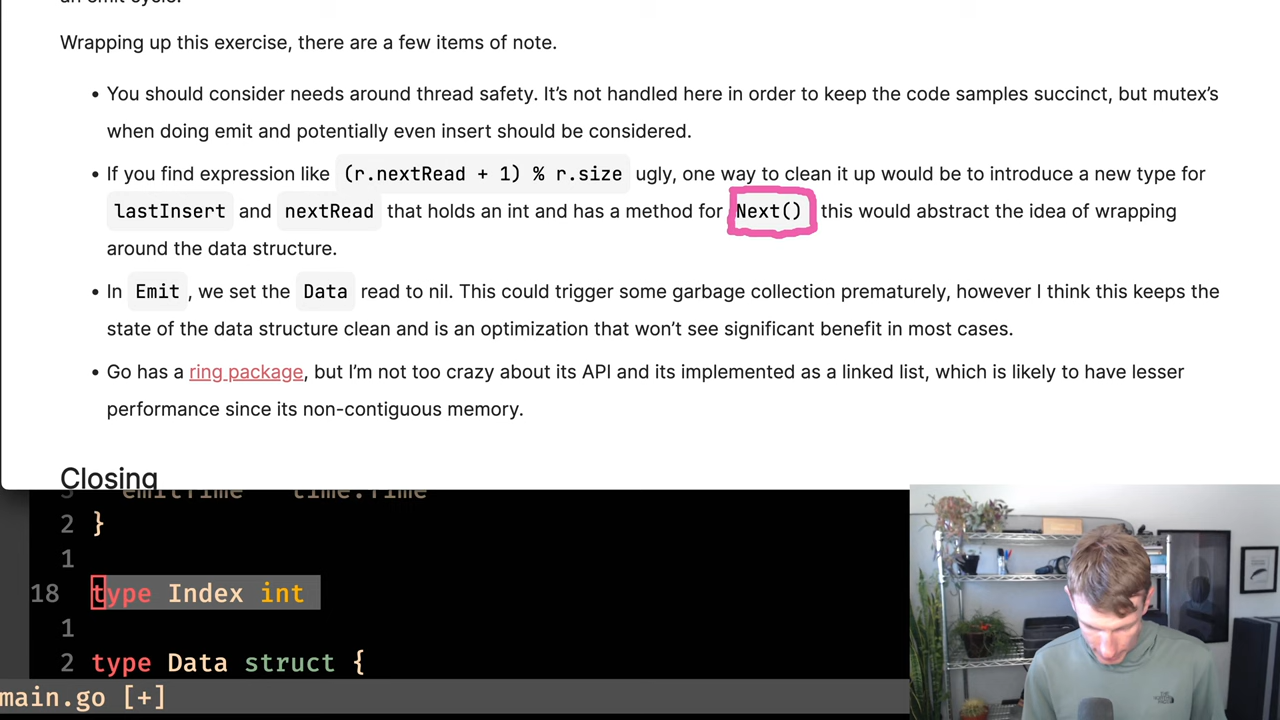 an emit cycle.
Wrapping up this exercise, there are a few items of note.
• You should consider needs around thread safety. It’s not handled here in order to keep the code samples succinct, but mutex’s
when doing emit and potentially even insert should be considered.
• If you find expression like (r.nextRead + 1) % r.size ugly, one way to clean it up would be to introduce a new type for
lastInsert and nextRead that holds an int and has a method for Next() this would abstract the idea of wrapping
around the data structure.
• In Emit , we set the Data read to nil. This could trigger some garbage collection prematurely, however I think this keeps the
state of the data structure clean and is an optimization that won’t see significant benefit in most cases.
• Go has a ring package, but I’m not too crazy about its API and its implemented as a linked list, which is likely to have lesser
performance since its non-contiguous memory.
Closing
3 emitTime time.Time
2 }
1
18 type Index int
1
2 type Data struct {
main.go [+]